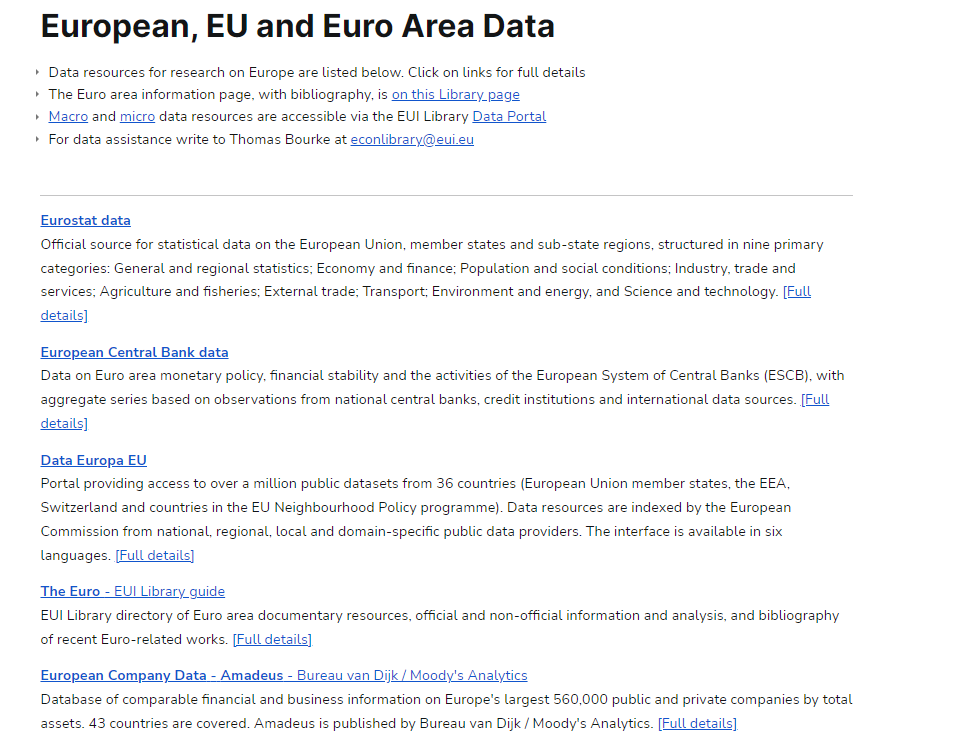 European, EU and Euro Area Data
Data resources for research on Europe are listed below. Click on links for full details
The Euro area information page, with bibliography, is on this Library page
Macro and micro data resources are accessible via the EUI Library Data Portal
For data assistance write to Thomas Bourke at econlibrary@eui.eu
Eurostat data
Official source for statistical data on the European Union, member states and sub-state regions, structured in nine primary
categories: General and regional statistics; Economy and finance; Population and social conditions; Industry, trade and
services; Agriculture and fisheries; External trade; Transport; Environment and energy, and Science and technology. [Full
details]
European Central Bank data
Data on Euro area monetary policy, financial stability and the activities of the European System of Central Banks (ESCB), with
aggregate series based on observations from national central banks, credit institutions and international data sources. [Full
details]
Data Europa EU
Portal providing access to over a million public datasets from 36 countries (European Union member states, the EEA,
Switzerland and countries in the EU Neighbourhood Policy programme). Data resources are indexed by the European
Commission from national, regional, local and domain-specific public data providers. The interface is available in six
languages. [Full details]
The Euro - EUI Library guide
EUI Library directory of Euro area documentary resources, official and non-official information and analysis, and bibliography
of recent Euro-related works. [Full details]
European Company Data - Amadeus - Bureau van Dijk / Moody's Analytics
Database of comparable financial and business information on Europe's largest 560,000 public and private companies by total
assets. 43 countries are covered. Amadeus is published by Bureau van Dijk / Moody's Analytics. [Full details]